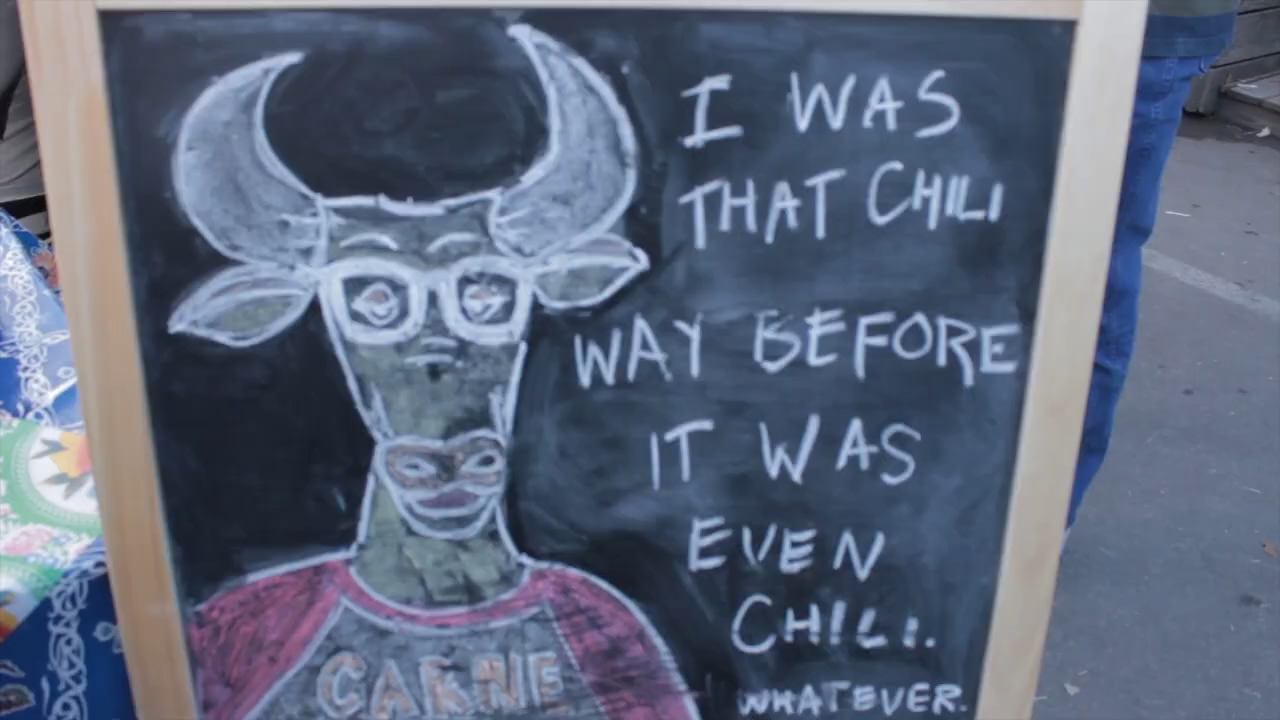 I WAS
THAT CHILI
WAY BEFORE
IT WAS
EVEN
CHILI.
WHATEVER.
CARNE